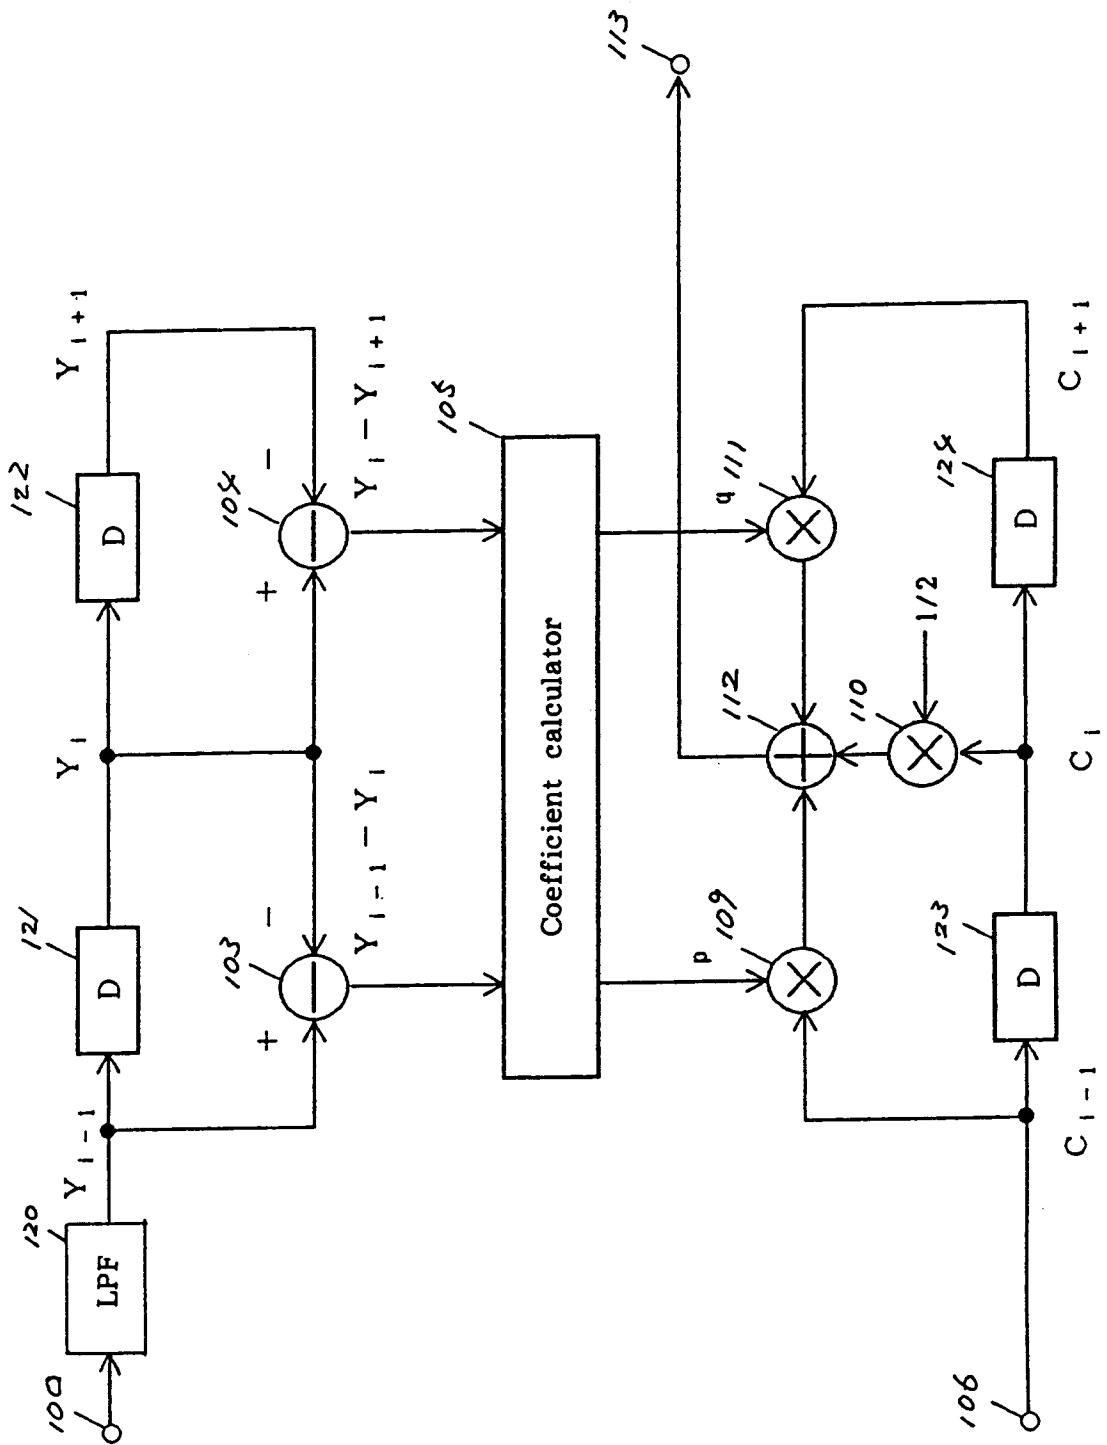 100
120
LPF
Y i-1
121
D
Y i
122
D
Y i+1
+
103
-
+
104
-
Y i-1 - Y i
Y i - Y i+1
105
Coefficient calculator
113
p
109
112
q
111
110
1/2
106
C i-1
123
D
C i
124
D
C i+1